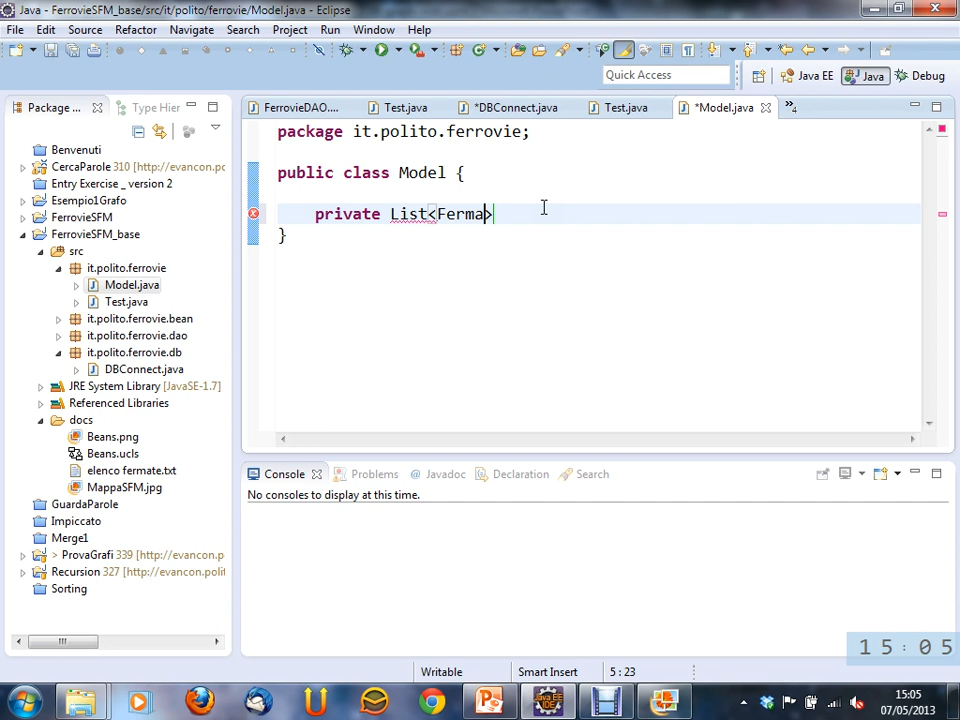 Java - FerrovieSFM_base/src/it/polito/ferrovie/Model.java - Eclipse
File Edit Source Refactor Navigate Search Project Run Window Help
Quick Access
Java EE
Java
Debug
Package ...
Type Hier
FerrovieDAO....
Test.java
*DBConnect.java
Test.java
*Model.java
»4
Benvenuti
CercaParole 310 [http://evancon.p
Entry Exercise _ version 2
Esempio1Grafo
FerrovieSFM
FerrovieSFM_base
src
it.polito.ferrovie
Model.java
Test.java
it.polito.ferrovie.bean
it.polito.ferrovie.dao
it.polito.ferrovie.db
DBConnect.java
JRE System Library [JavaSE-1.7]
Referenced Libraries
docs
Beans.png
Beans.ucls
elenco fermate.txt
MappaSFM.jpg
GuardaParole
Impiccato
Merge1
> ProvaGrafi 339 [http://evancon.p
Recursion 327 [http://evancon.polit
Sorting
package it.polito.ferrovie;
public class Model {
private List<Ferma>
}
Console
Problems
@ Javadoc
Declaration
Search
No consoles to display at this time.
Writable
Smart Insert
5 : 23
15:05
15:05
07/05/2013